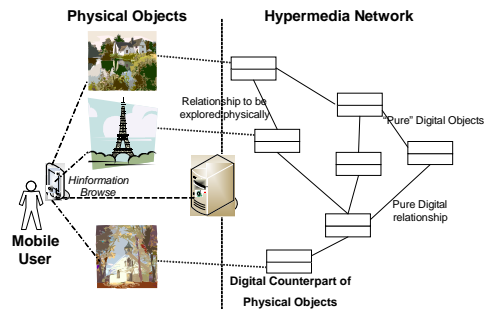 Physical Objects
Hypermedia Network
Relationship to be
explored physically
"Pure" Digital Objects
Hinformation
Browse
Pure Digital
relationship
Mobile
User
Digital Counterpart of
Physical Objects